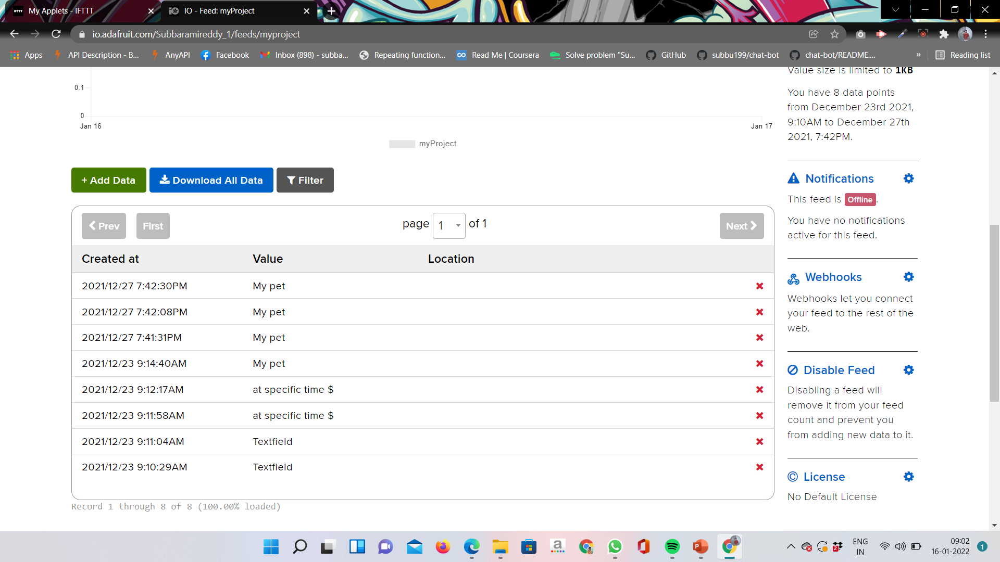 My Applets - IFTTT
IO - Feed: myProject
io.adafruit.com/Subbaramireddy_1/feeds/myproject
Apps
API Description - B...
AnyAPI
Facebook
Inbox (898) - subba...
Repeating function...
Read Me | Coursera
Solve problem "Su...
GitHub
subbu199/chat-bot
chat-bot/README....
»
Reading list
Value size is limited to 1KB
You have 8 data points
from December 23rd 2021,
9:10AM to December 27th
2021, 7:42PM.
0.1
0
Jan 16
Jan 17
myProject
+ Add Data
Download All Data
Filter
Prev
First
page 1 of 1
Next
Created at Value Location
2021/12/27 7:42:30PM My pet
2021/12/27 7:42:08PM My pet
2021/12/27 7:41:31PM My pet
2021/12/23 9:14:40AM My pet
2021/12/23 9:12:17AM at specific time $
2021/12/23 9:11:58AM at specific time $
2021/12/23 9:11:04AM Textfield
2021/12/23 9:10:29AM Textfield
Record 1 through 8 of 8 (100.00% loaded)
Notifications
This feed is Offline.
You have no notifications
active for this feed.
Webhooks
Webhooks let you connect
your feed to the rest of the
web.
Disable Feed
Disabling a feed will
remove it from your feed
count and prevent you
from adding new data to it.
License
No Default License
ENG
IN
09:02
16-01-2022
1